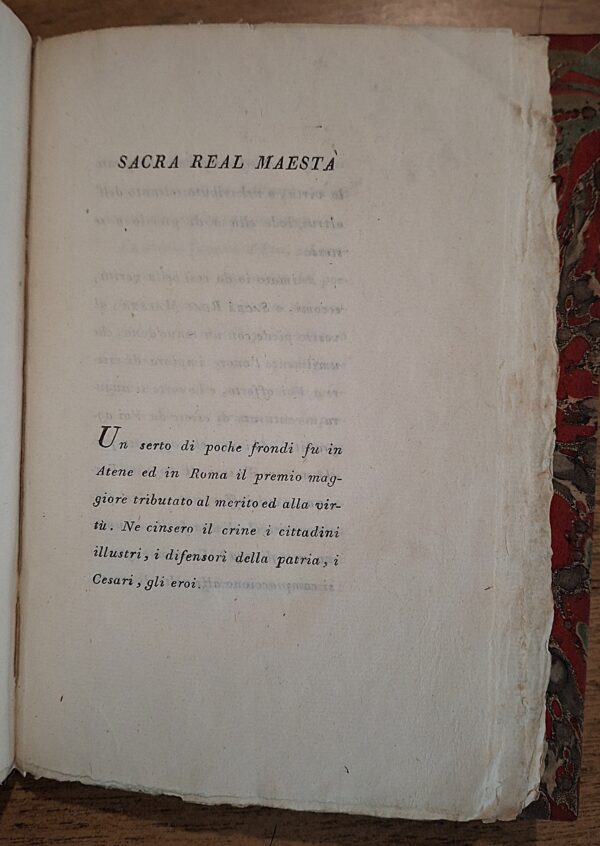 SACRA REAL MAESTÀ
Un serto di poche frondi fu in
Atene ed in Roma il premio mag-
giore tributato al merito ed alla vir-
tù. Ne cinsero il crine i cittadini
illustri, i difensori della patria, i
Cesari, gli eroi.